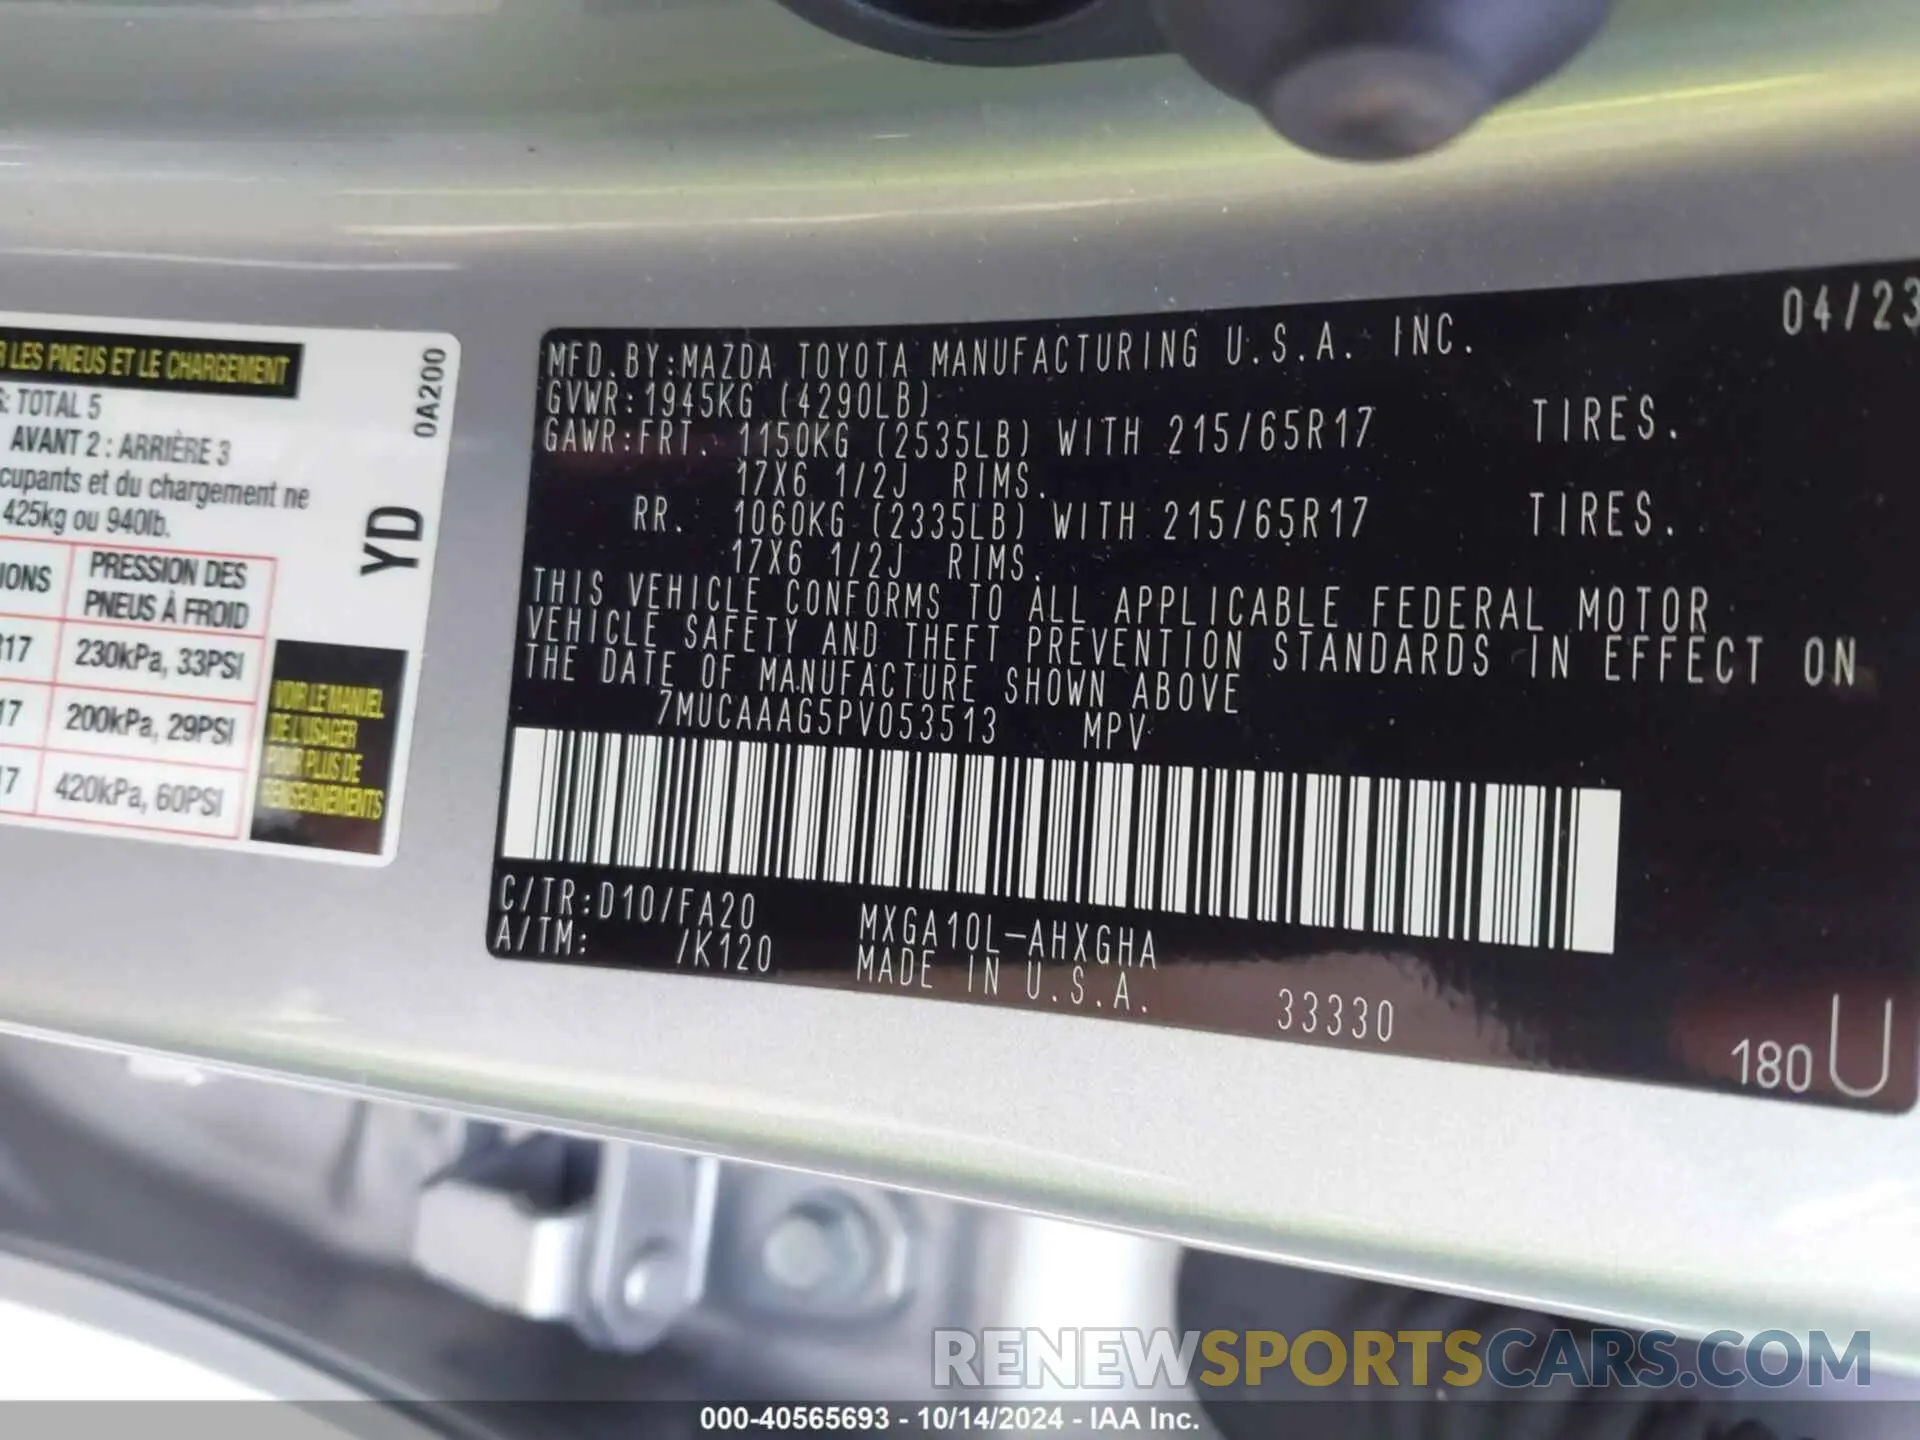 R LES PNEUS ET LE CHARGEMENT
: TOTAL 5
AVANT 2 : ARRIÈRE 3
cupants et du chargement ne
425kg ou 940lb.
0A200
YD
IONS
PRESSION DES
PNEUS À FROID
17
230kPa, 33PSI
17
200kPa, 29PSI
17
420kPa, 60PSI
VOIR LE MANUEL
DE L'USAGER
POUR PLUS DE
RENSEIGNEMENTS
04/23
MFD.BY:MAZDA TOYOTA MANUFACTURING U.S.A. INC.
GVWR:1945KG (4290LB)
GAWR:FRT. 1150KG (2535LB) WITH 215/65R17 TIRES.
17X6 1/2J RIMS.
RR. 1060KG (2335LB) WITH 215/65R17 TIRES.
17X6 1/2J RIMS.
THIS VEHICLE CONFORMS TO ALL APPLICABLE FEDERAL MOTOR
VEHICLE SAFETY AND THEFT PREVENTION STANDARDS IN EFFECT ON
THE DATE OF MANUFACTURE SHOWN ABOVE
7MUCAAAG5PV053513 MPV
C/TR:D10/FA20 MXGA10L-AHXGHA
A/TM: /K120 MADE IN U.S.A.
33330
180U
RENEWSPORTSCARS.COM
000-40565693 - 10/14/2024 - IAA Inc.